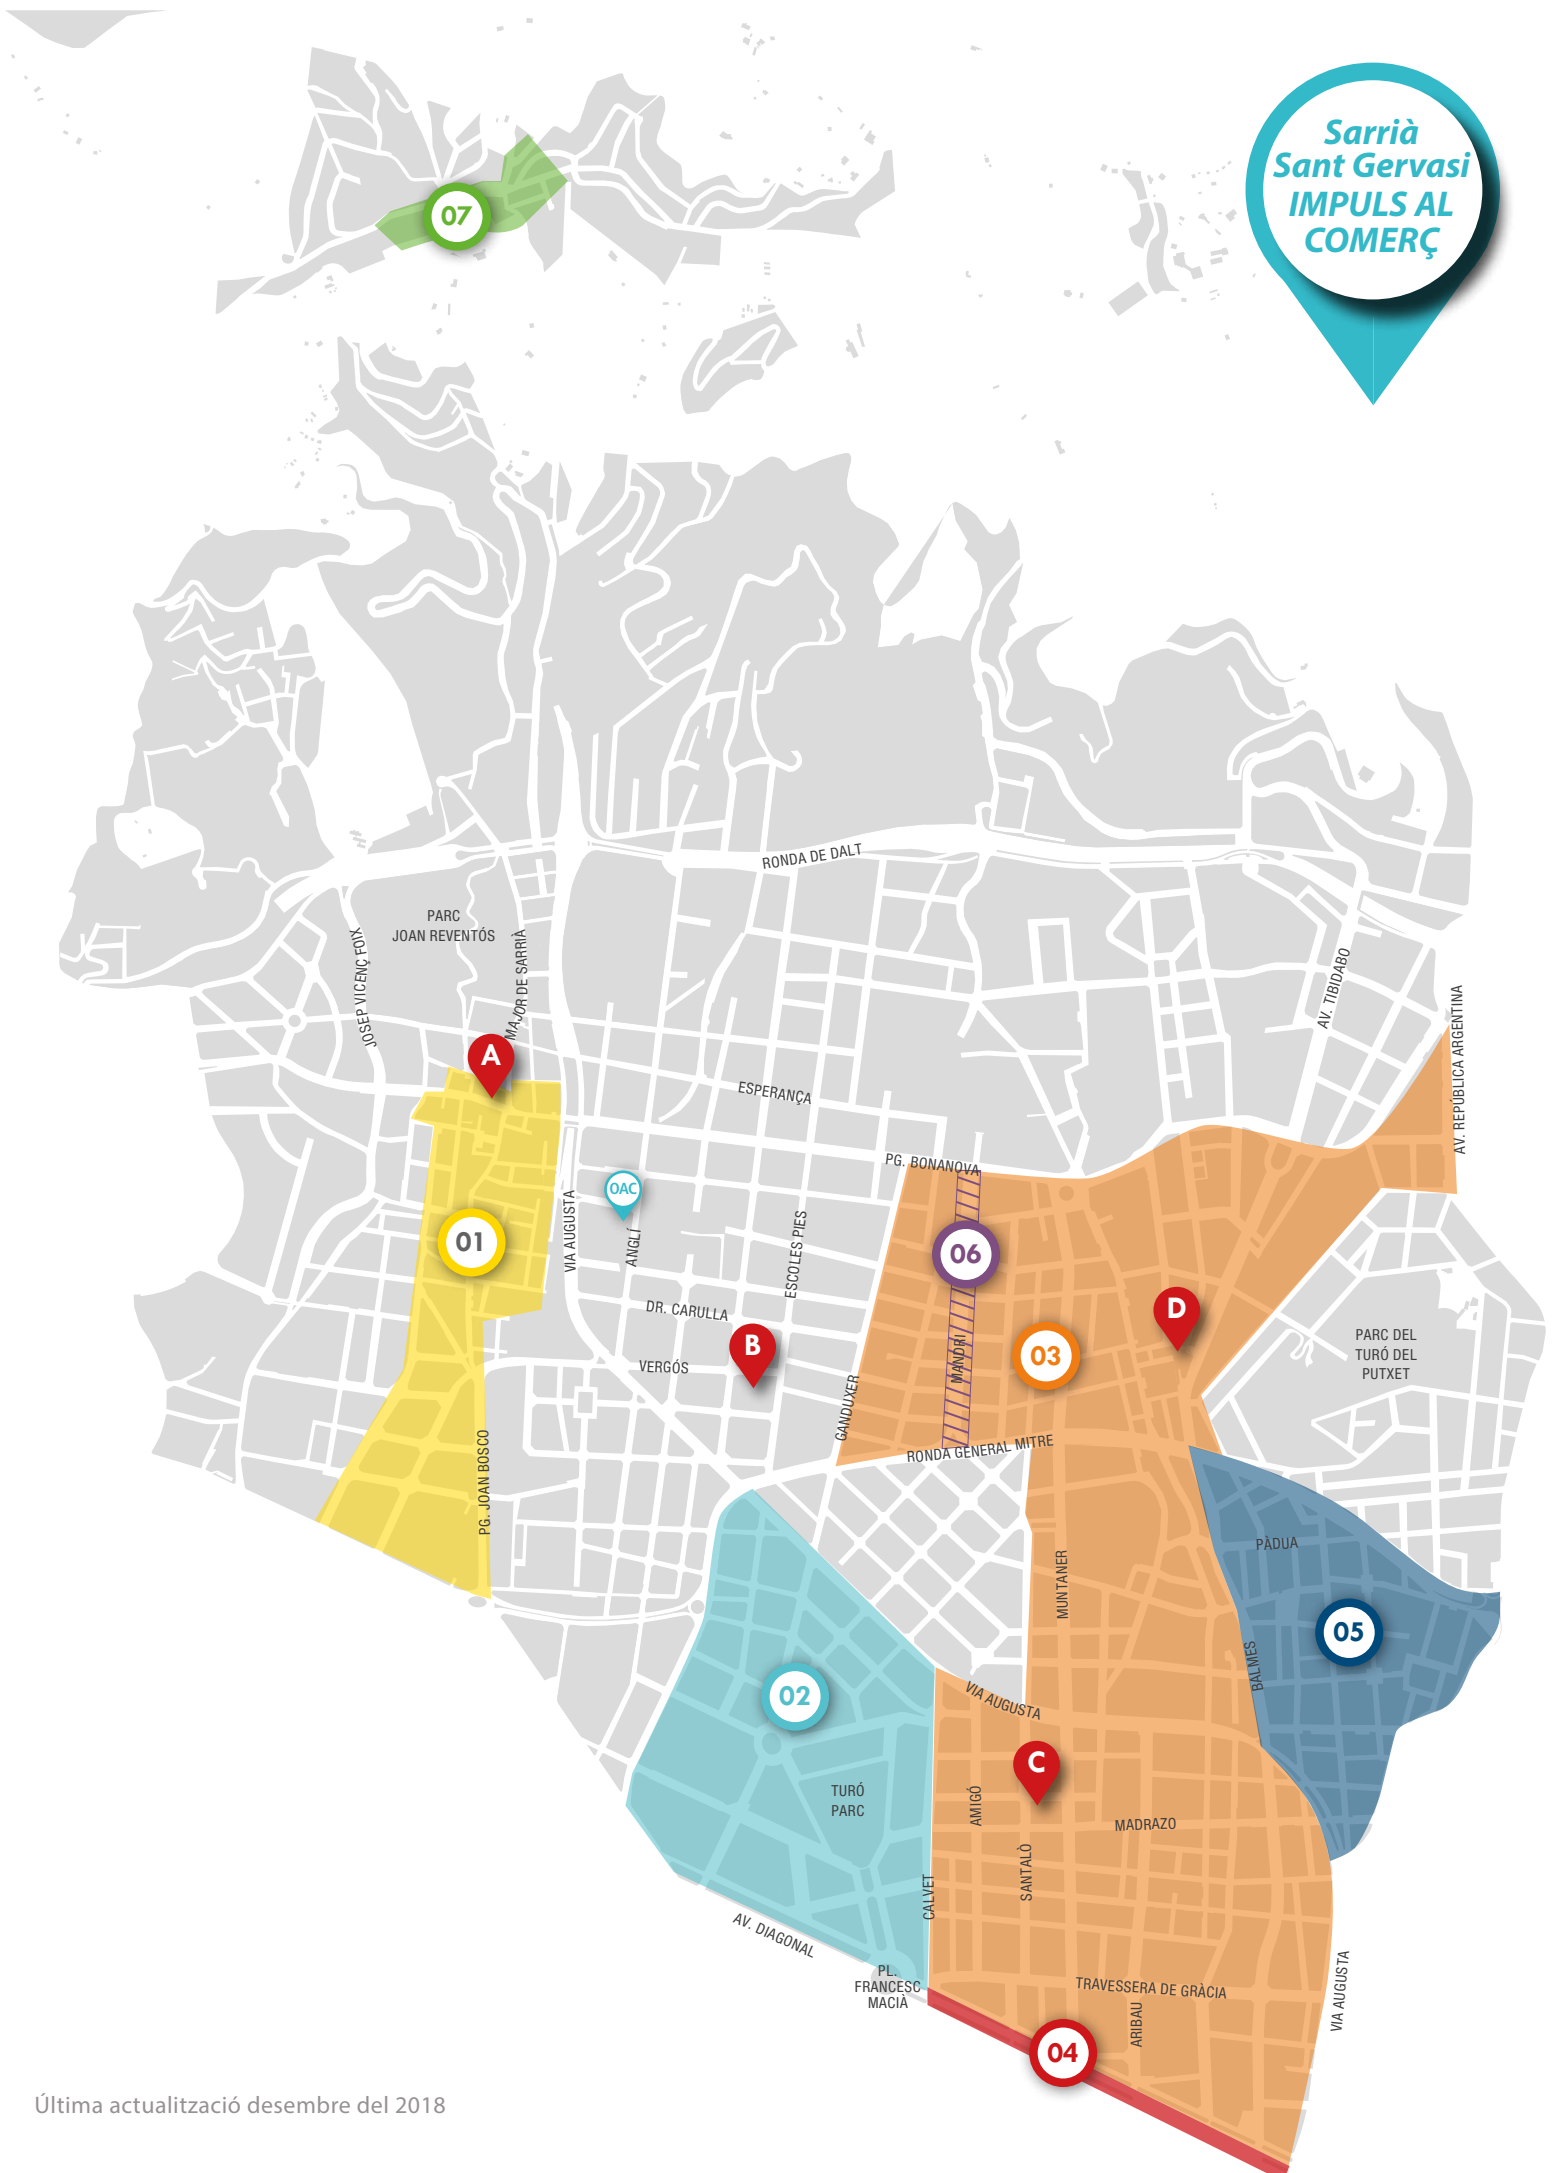 Sarrià
Sant Gervasi
IMPULS AL
COMERÇ
07
RONDA DE DALT
PARC
JOAN REVENTÓS
JOSEP VICENÇ FOIX
MAJOR DE SARRIÀ
AV. TIBIDABO
AV. REPÚBLICA ARGENTINA
A
ESPERANÇA
PG. BONANOVA
OAC
01
VIA AUGUSTA
ANGLÍ
ESCOLES PIES
06
DR. CARULLA
D
B
VERGÓS
MANDRI
03
PARC DEL
TURÓ DEL
PUTXET
GANDUXER
RONDA GENERAL MITRE
PG. JOAN BOSCO
PÀDUA
MUNTANER
05
BALMES
02
VIA AUGUSTA
C
TURÓ
PARC
AMIGÓ
MADRAZO
SANTALÒ
CALVET
AV. DIAGONAL
PL.
FRANCESC
MACIÀ
TRAVESSERA DE GRÀCIA
ARIBAU
VIA AUGUSTA
04
Última actualització desembre del 2018